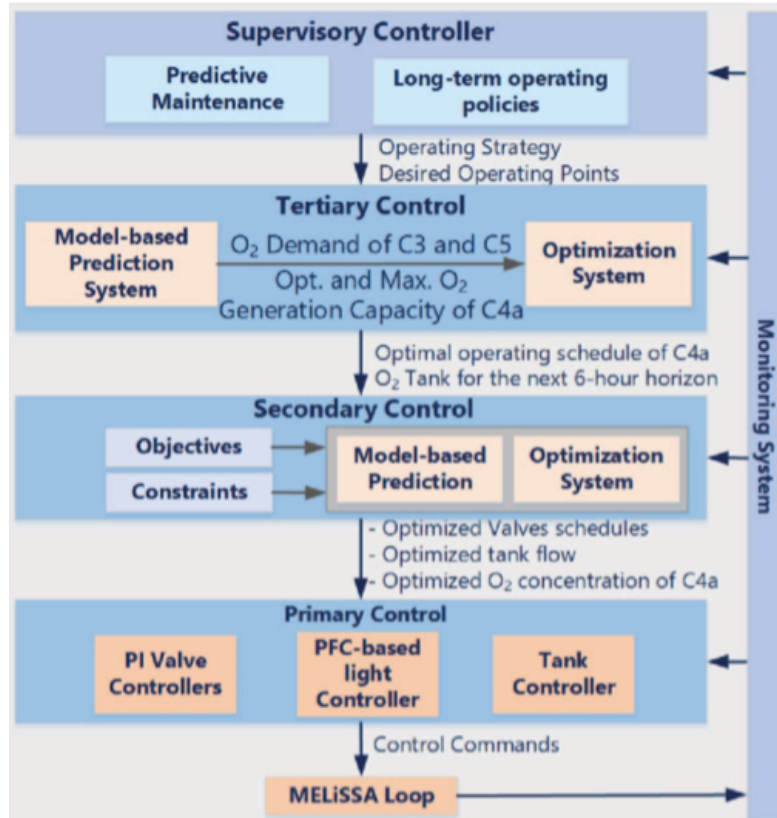 Supervisory Controller
Predictive
Maintenance
Long-term operating
policies
Operating Strategy
Desired Operating Points
Tertiary Control
Model-based
Prediction
System
O₂ Demand of C3 and C5
Opt. and Max. O₂
Generation Capacity of C4a
Optimization
System
Optimal operating schedule of C4a
O₂ Tank for the next 6-hour horizon
Secondary Control
Objectives
Constraints
Model-based
Prediction
Optimization
System
- Optimized Valves schedules
- Optimized tank flow
- Optimized O₂ concentration of C4a
Primary Control
PI Valve
Controllers
PFC-based
light
Controller
Tank
Controller
Control Commands
MELiSSA Loop
Monitoring System